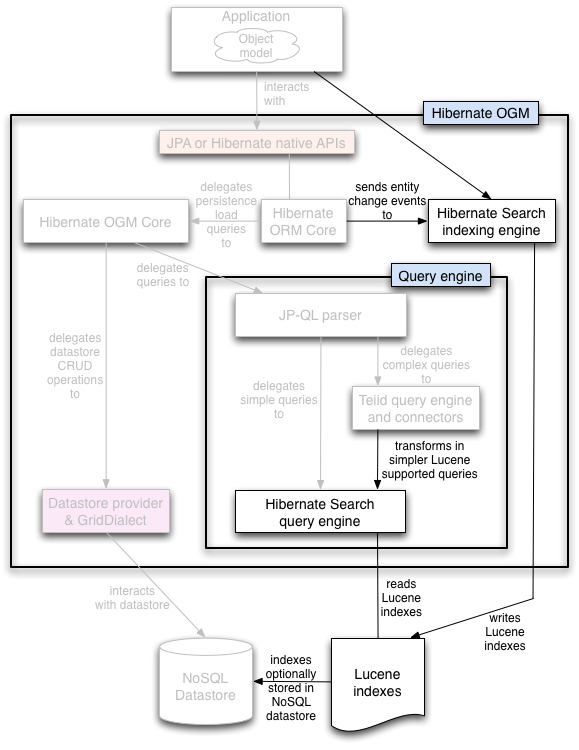 Application
Object
model
interacts
with
Hibernate OGM
JPA or Hibernate native APIs
delegates
persistence
load
queries
to
sends entity
change events
to
Hibernate OGM Core
Hibernate
ORM Core
Hibernate Search
indexing engine
delegates
queries to
Query engine
JP-QL parser
delegates
datastore
CRUD
operations
to
delegates
simple queries
to
delegates
complex queries
to
Teiid query engine
and connectors
transforms in
simpler Lucene
supported queries
Datastore provider
& GridDialect
Hibernate Search
query engine
interacts
with datastore
reads
Lucene
indexes
writes
Lucene
indexes
NoSQL
Datastore
indexes
optionally
stored in
NoSQL
datastore
Lucene
indexes